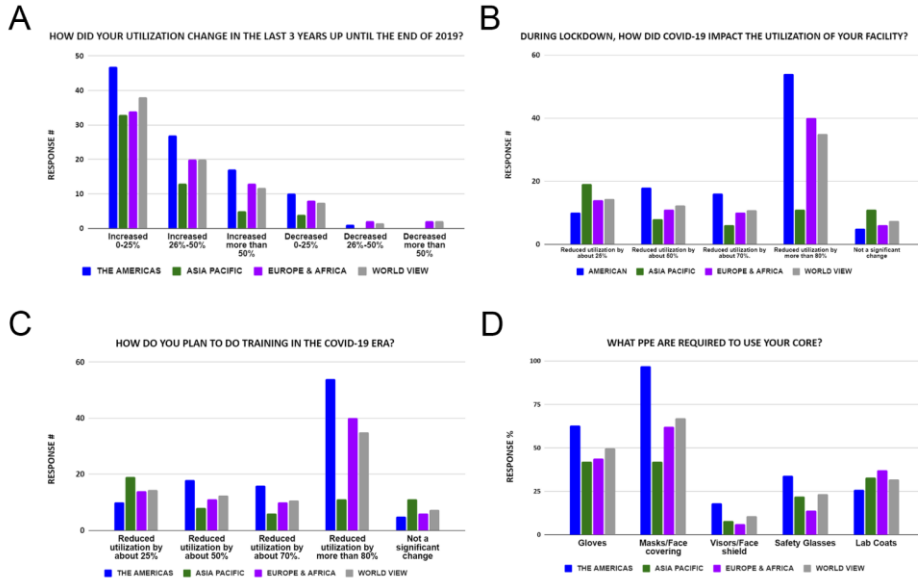 A
HOW DID YOUR UTILIZATION CHANGE IN THE LAST 3 YEARS UP UNTIL THE END OF 2019?
RESPONSE #
50
40
30
20
10
0
Increased 0-25%
Increased 26%-50%
Increased more than 50%
Decreased 0-25%
Decreased 26%-50%
Decreased more than 50%
THE AMERICAS ASIA PACIFIC EUROPE & AFRICA WORLD VIEW
B
DURING LOCKDOWN, HOW DID COVID-19 IMPACT THE UTILIZATION OF YOUR FACILITY?
RESPONSE #
60
40
20
0
Reduced utilization by about 25%
Reduced utilization by about 50%
Reduced utilization by about 70%.
Reduced utilization by more than 80%
Not a significant change
AMERICAN ASIA PACIFIC EUROPE & AFRICA WORLD VIEW
C
HOW DO YOU PLAN TO DO TRAINING IN THE COVID-19 ERA?
RESPONSE #
60
40
20
0
Reduced utilization by about 25%
Reduced utilization by about 50%
Reduced utilization by about 70%.
Reduced utilization by more than 80%
Not a significant change
THE AMERICAS ASIA PACIFIC EUROPE & AFRICA WORLD VIEW
D
WHAT PPE ARE REQUIRED TO USE YOUR CORE?
RESPONSE %
100
75
50
25
0
Gloves
Masks/Face covering
Visors/Face shield
Safety Glasses
Lab Coats
THE AMERICAS ASIA PACIFIC EUROPE & AFRICA WORLD VIEW